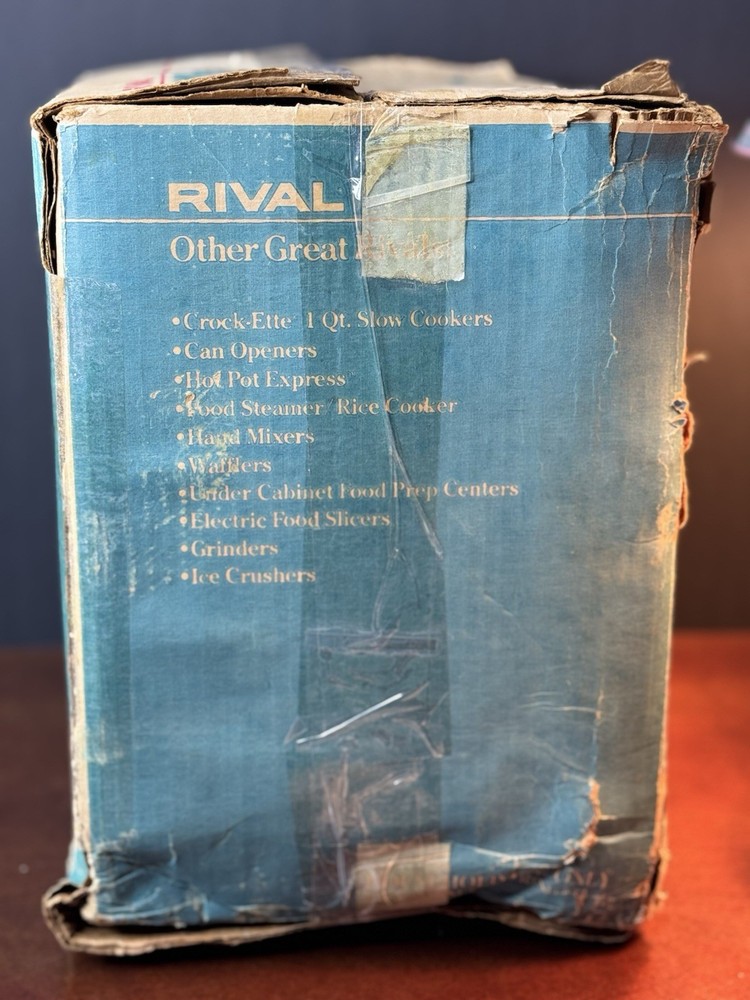 RIVAL
Other Great Rivals
•Crock-Ette 1 Qt. Slow Cookers
•Can Openers
•Hot Pot Express
•Food Steamer/Rice Cooker
•Hand Mixers
•Wafflers
•Under Cabinet Food Prep Centers
•Electric Food Slicers
•Grinders
•Ice Crushers